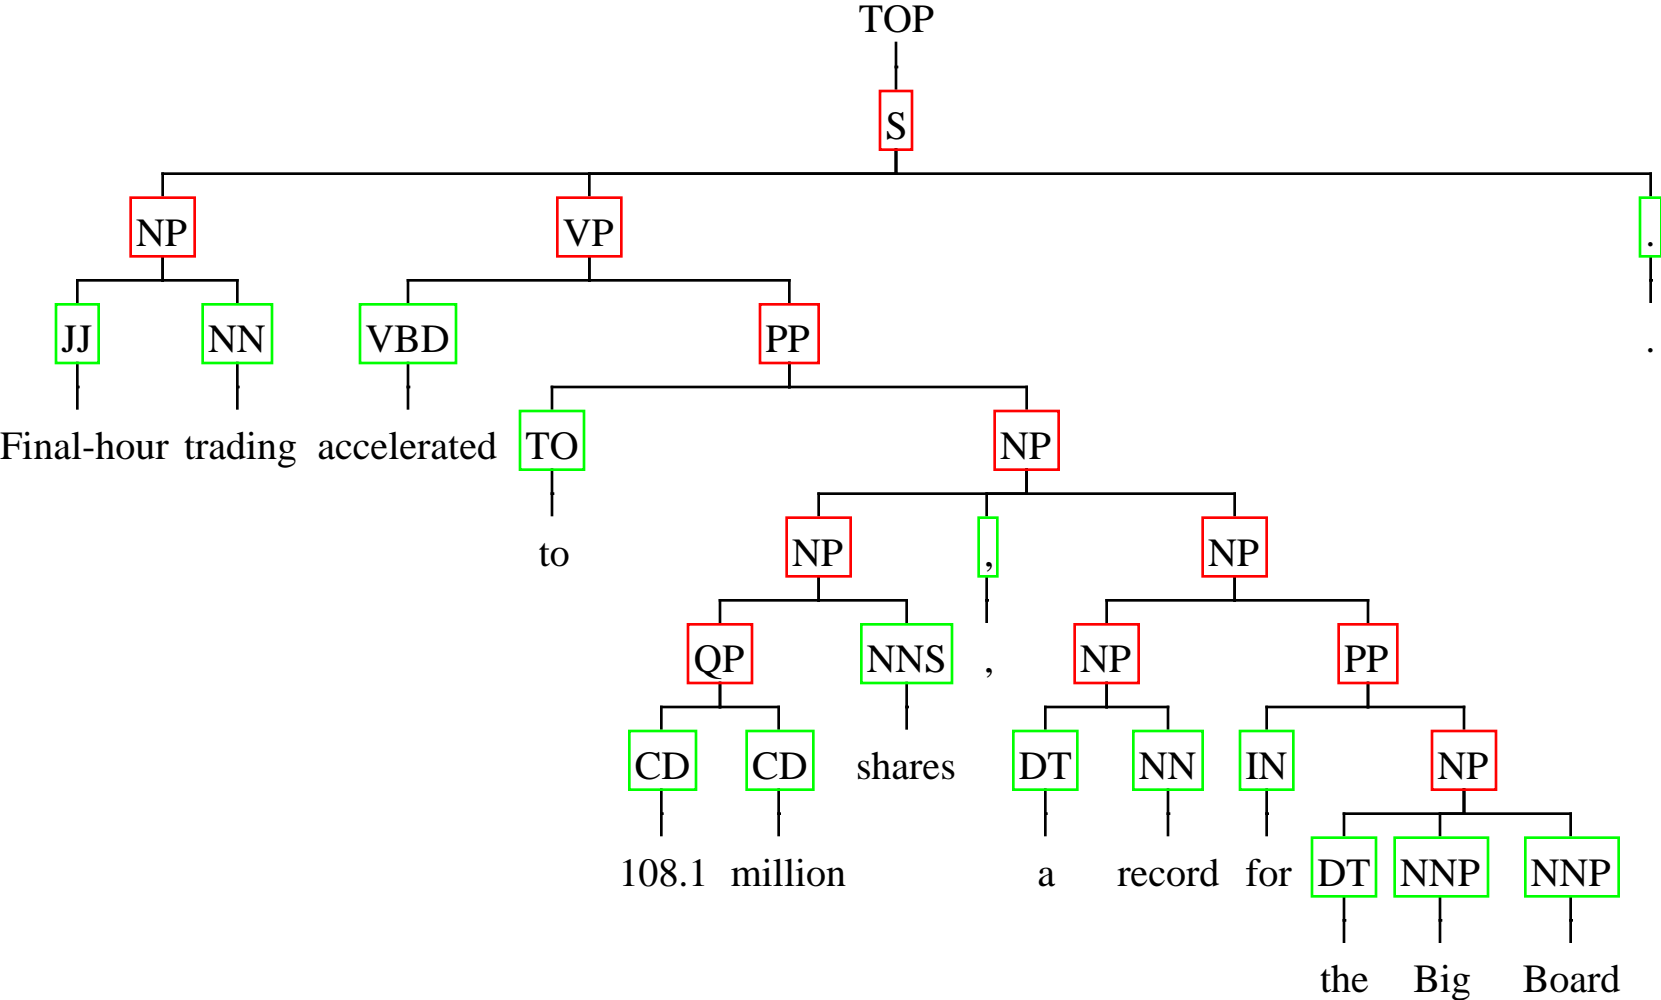 TOP
S
NP VP .
JJ NN VBD PP .
Final-hour trading accelerated TO NP
to NP , NP
QP NNS , NP PP
CD CD shares DT NN IN NP
108.1 million a record for DT NNP NNP
the Big Board